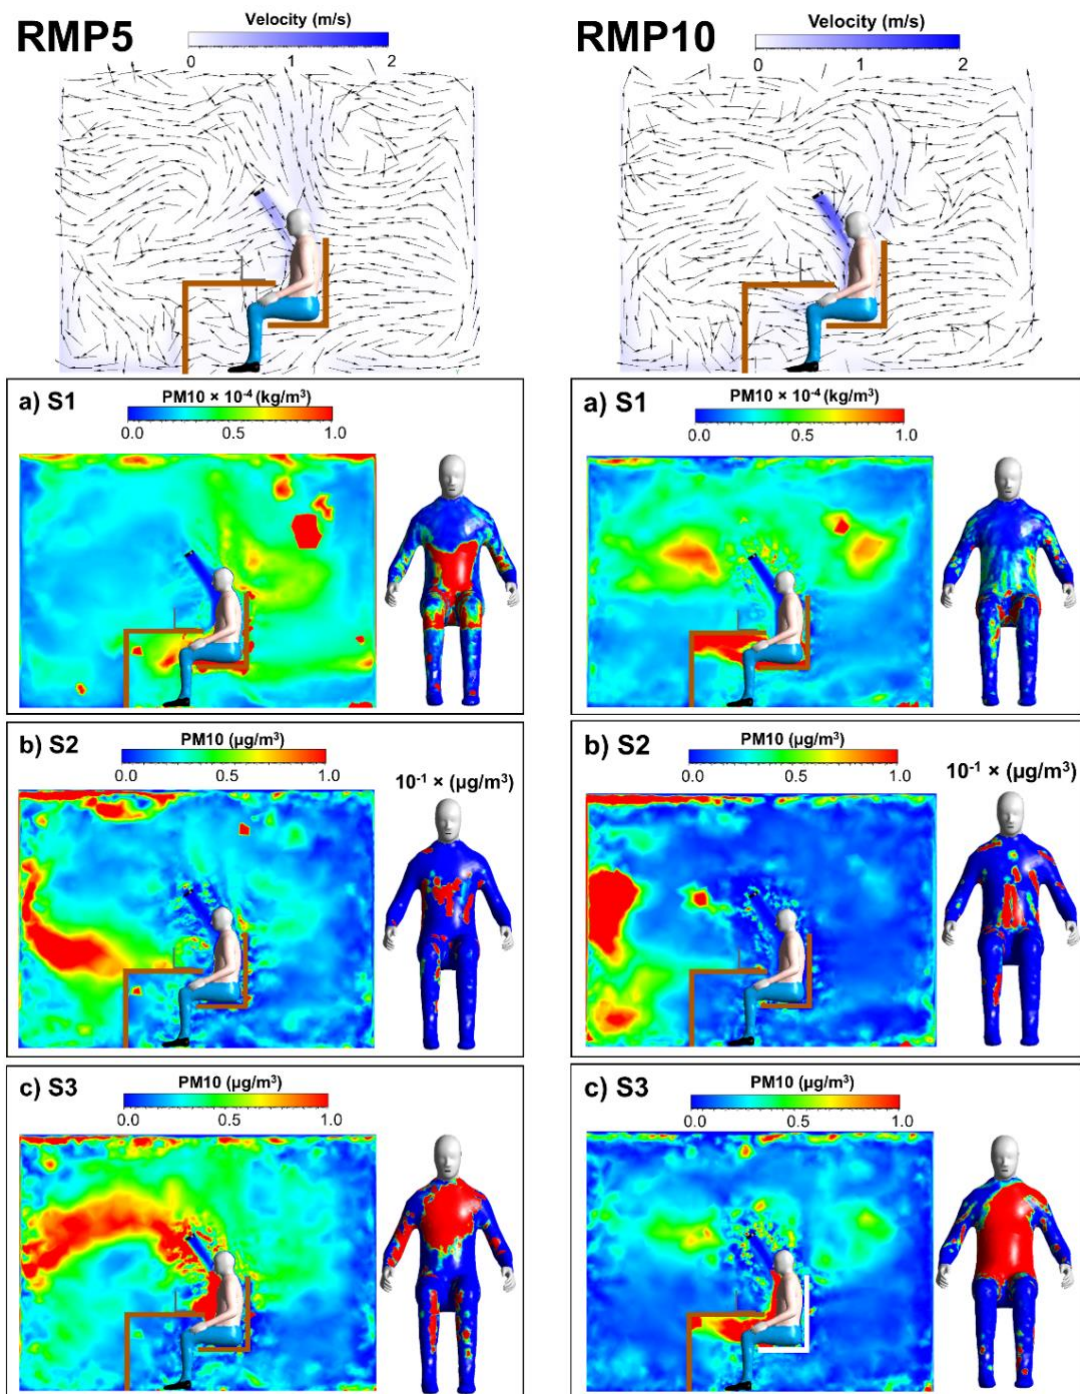 RMP5
Velocity (m/s)
0 1 2
a) S1
PM10 × 10⁻⁴ (kg/m³)
0.0 0.5 1.0
b) S2
PM10 (µg/m³)
0.0 0.5 1.0
10⁻¹ × (µg/m³)
c) S3
PM10 (µg/m³)
0.0 0.5 1.0
RMP10
Velocity (m/s)
0 1 2
a) S1
PM10 × 10⁻⁴ (kg/m³)
0.0 0.5 1.0
b) S2
PM10 (µg/m³)
0.0 0.5 1.0
10⁻¹ × (µg/m³)
c) S3
PM10 (µg/m³)
0.0 0.5 1.0